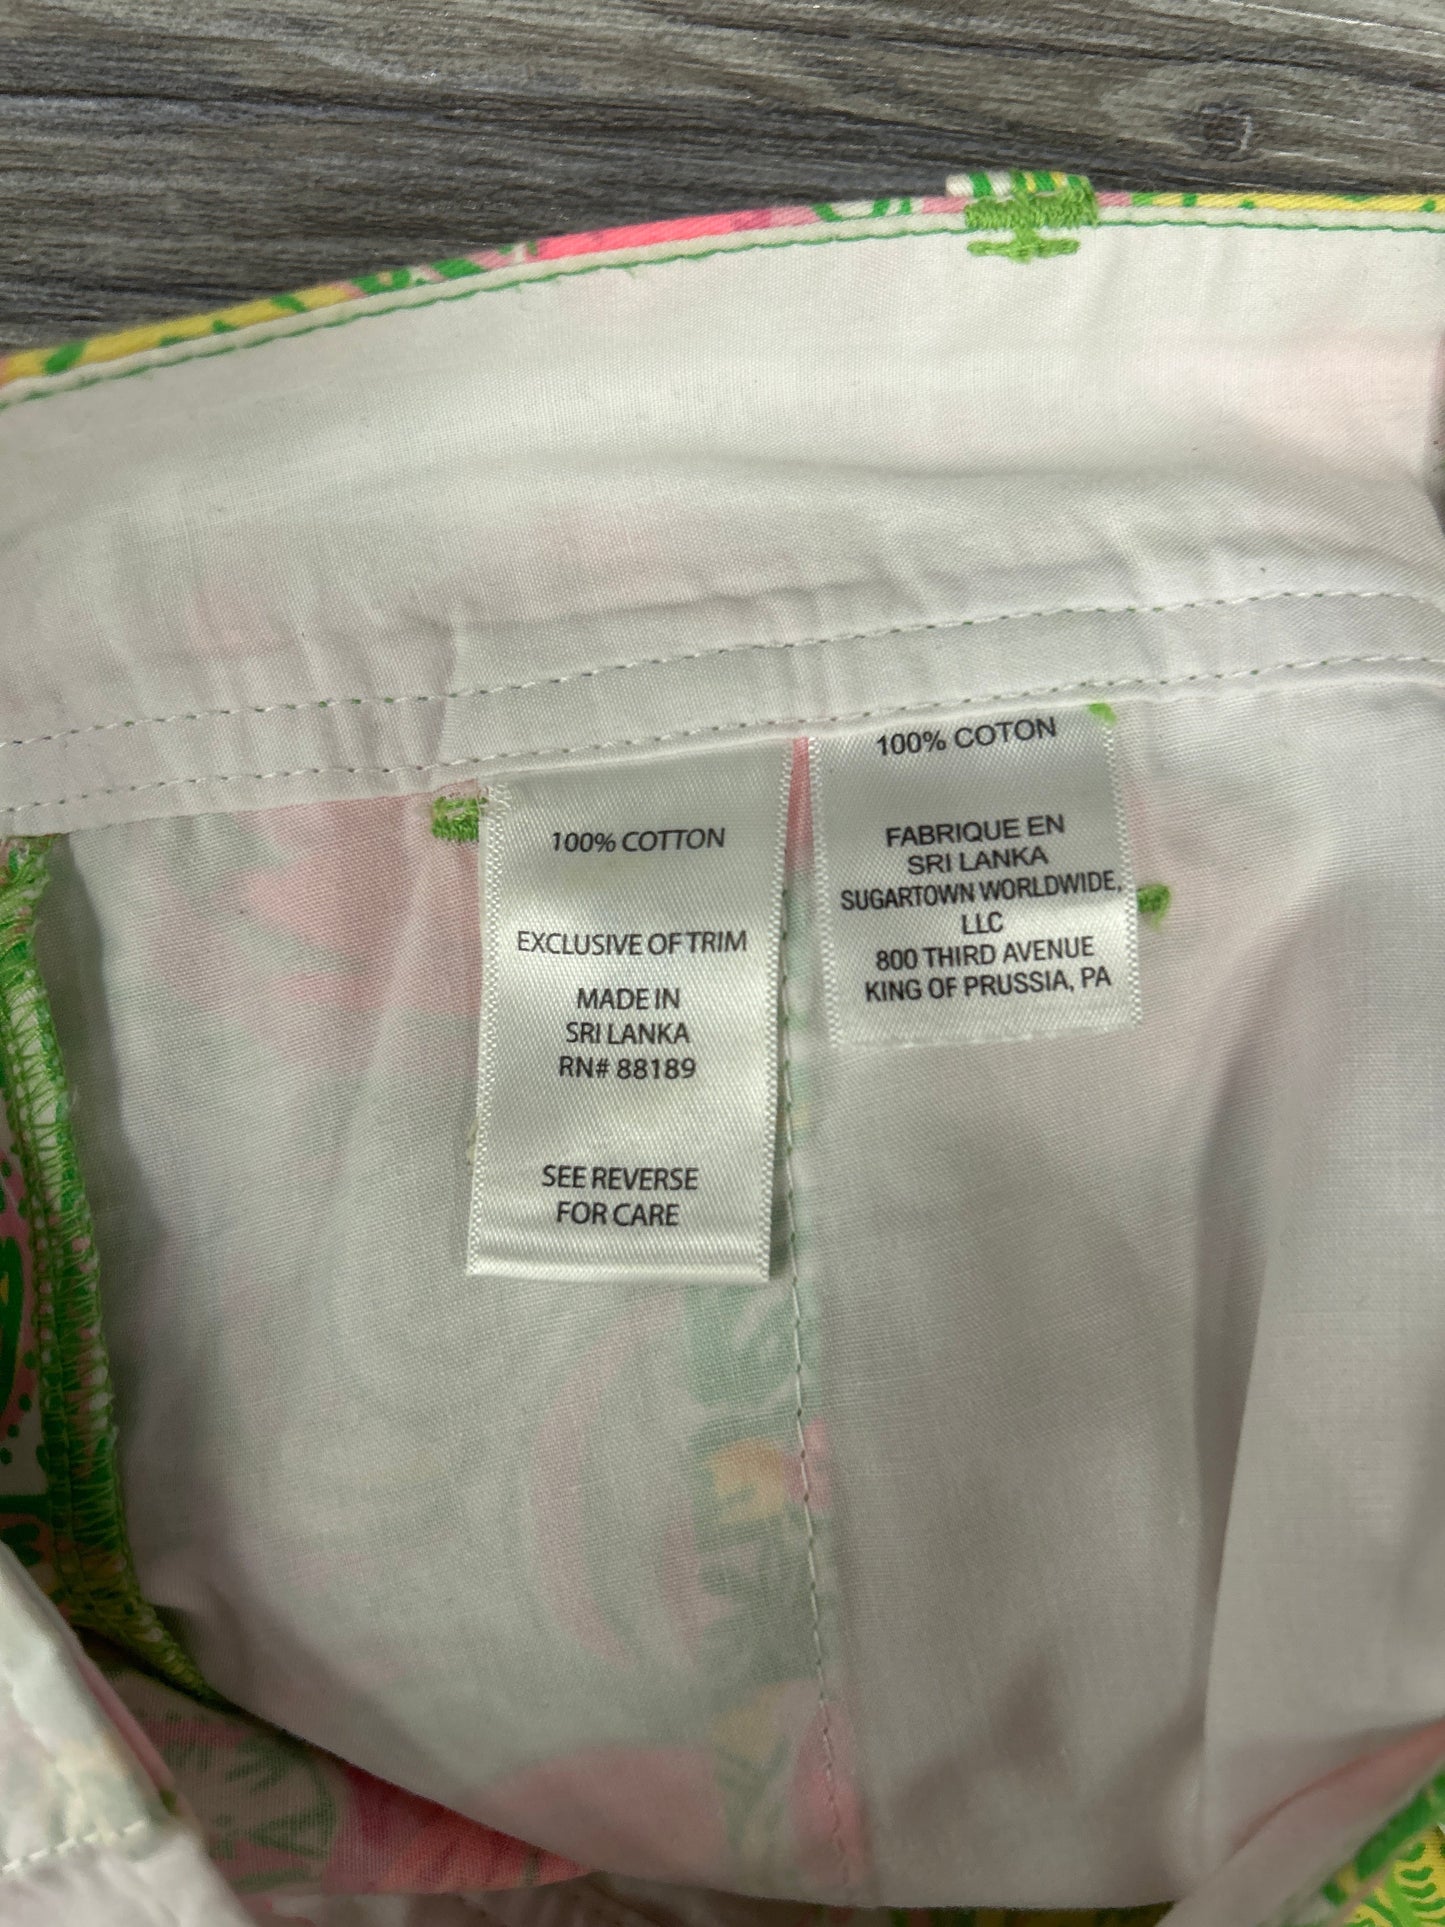 100% COTTON
EXCLUSIVE OF TRIM
MADE IN
SRI LANKA
RN# 88189
SEE REVERSE
FOR CARE
100% COTON
FABRIQUE EN
SRI LANKA
SUGARTOWN WORLDWIDE,
LLC
800 THIRD AVENUE
KING OF PRUSSIA, PA